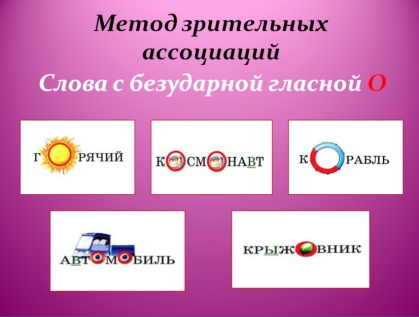 Метод зрительных
ассоциаций
Слова с безударной гласной О
ГОРЯЧИЙ КОСМОНАВТ КОРАБЛЬ
АВТОМОБИЛЬ КРЫЖОВНИК